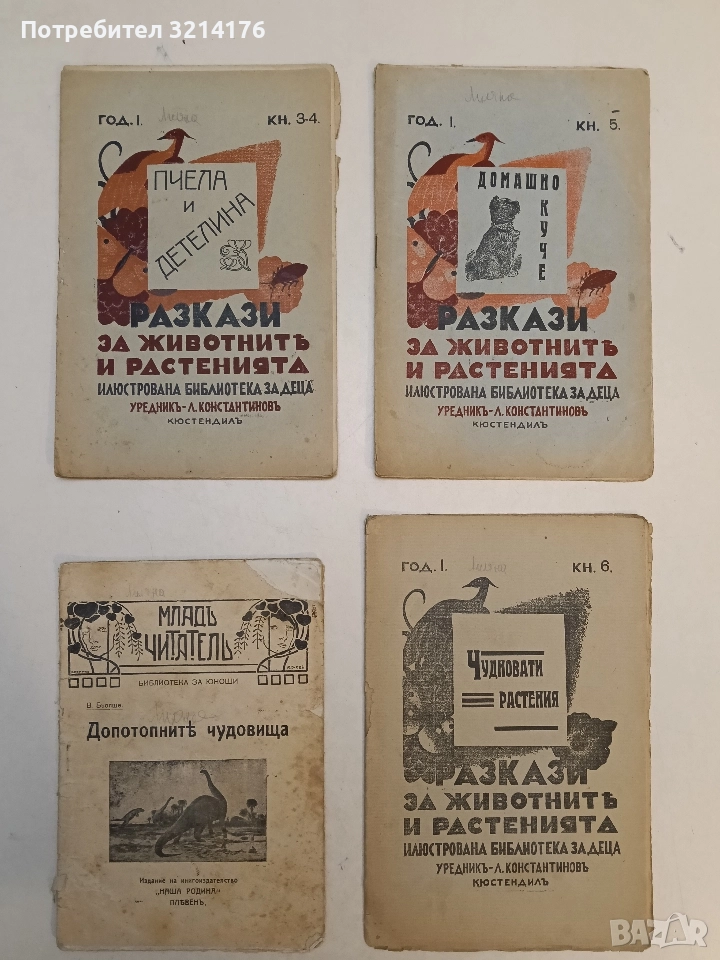 Потребител 3214176
ГОД. I.
КН. 3-4.
ПЧЕЛА
И
ДЕТЕЛИНА
РАЗКАЗИ
ЗА ЖИВОТНИТѢ
И РАСТЕНИЯТА
ИЛЮСТРОВАНА БИБЛИОТЕКА ЗА ДЕЦА
УРЕДНИКЪ-Л. КОНСТАНТИНОВЪ
КЮСТЕНДИЛЪ
ГОД. I.
КН. 5.
ДОМАШНО
КУЧЕ
РАЗКАЗИ
ЗА ЖИВОТНИТѢ
И РАСТЕНИЯТА
ИЛЮСТРОВАНА БИБЛИОТЕКА ЗА ДЕЦА
УРЕДНИКЪ-Л. КОНСТАНТИНОВЪ
КЮСТЕНДИЛЪ
МЛАДЪ
ЧИТАТЕЛЬ
БИБЛИОТЕКА ЗА ЮНОШИ
В. Бьолше
Допотопнитѣ чудовища
Издание на книгоиздателство
„НАША РОДИНА“
ПЛѢВЕНЪ,
ГОД. I.
КН. 6.
ЧУДНОВАТИ
РАСТЕНИЯ
РАЗКАЗИ
ЗА ЖИВОТНИТѢ
И РАСТЕНИЯТА
ИЛЮСТРОВАНА БИБЛИОТЕКА ЗА ДЕЦА
УРЕДНИКЪ-Л. КОНСТАНТИНОВЪ
КЮСТЕНДИЛЪ
BAZAR